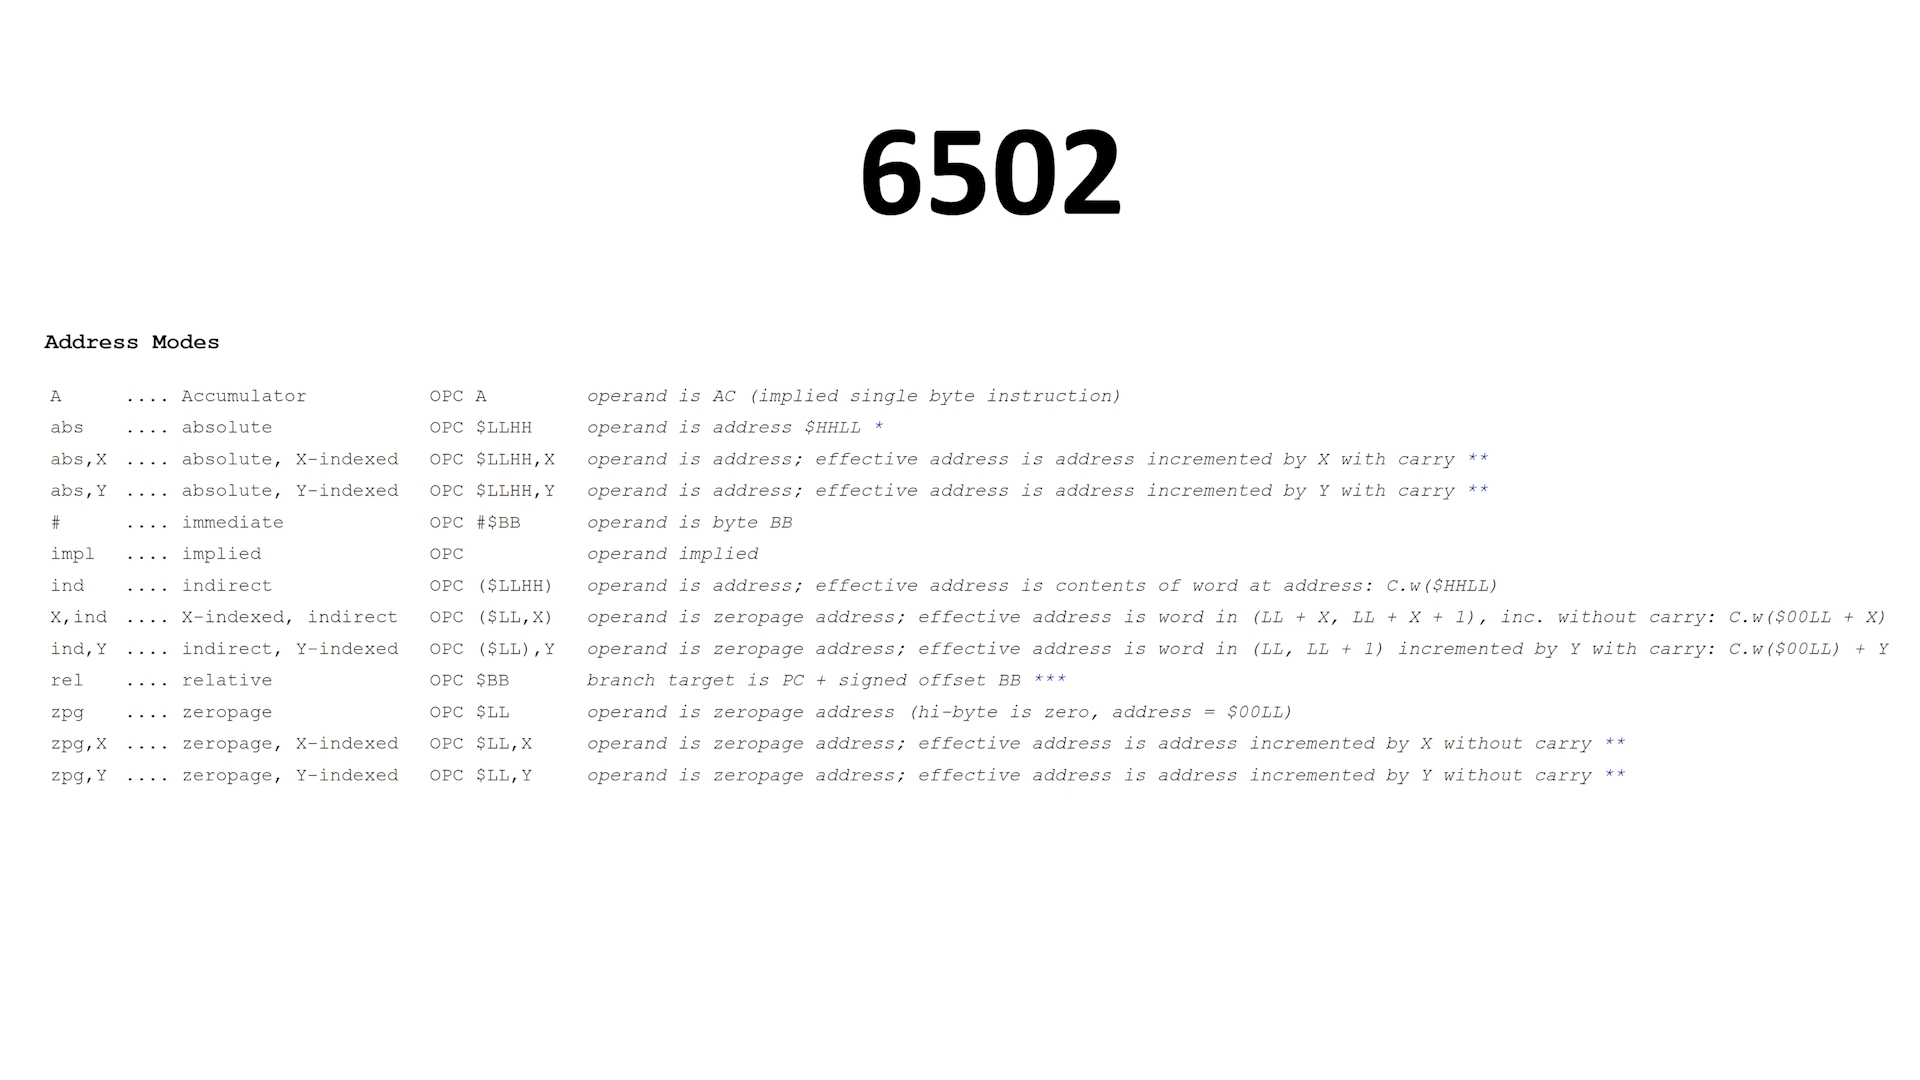 6502
Address Modes
A .... Accumulator OPC A operand is AC (implied single byte instruction)
abs .... absolute OPC $LLHH operand is address $HHLL *
abs,X .... absolute, X-indexed OPC $LLHH,X operand is address; effective address is address incremented by X with carry **
abs,Y .... absolute, Y-indexed OPC $LLHH,Y operand is address; effective address is address incremented by Y with carry **
# .... immediate OPC #$BB operand is byte BB
impl .... implied OPC operand implied
ind .... indirect OPC ($LLHH) operand is address; effective address is contents of word at address: C.w($HHLL)
X,ind .... X-indexed, indirect OPC ($LL,X) operand is zeropage address; effective address is word in (LL + X, LL + X + 1), inc. without carry: C.w($00LL + X)
ind,Y .... indirect, Y-indexed OPC ($LL),Y operand is zeropage address; effective address is word in (LL, LL + 1) incremented by Y with carry: C.w($00LL) + Y
rel .... relative OPC $BB branch target is PC + signed offset BB ***
zpg .... zeropage OPC $LL operand is zeropage address (hi-byte is zero, address = $00LL)
zpg,X .... zeropage, X-indexed OPC $LL,X operand is zeropage address; effective address is address incremented by X without carry **
zpg,Y .... zeropage, Y-indexed OPC $LL,Y operand is zeropage address; effective address is address incremented by Y without carry **